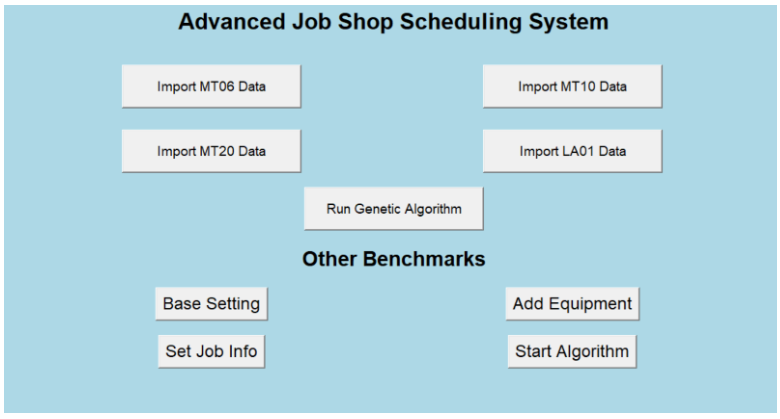 Advanced Job Shop Scheduling System
Import MT06 Data
Import MT10 Data
Import MT20 Data
Import LA01 Data
Run Genetic Algorithm
Other Benchmarks
Base Setting
Add Equipment
Set Job Info
Start Algorithm